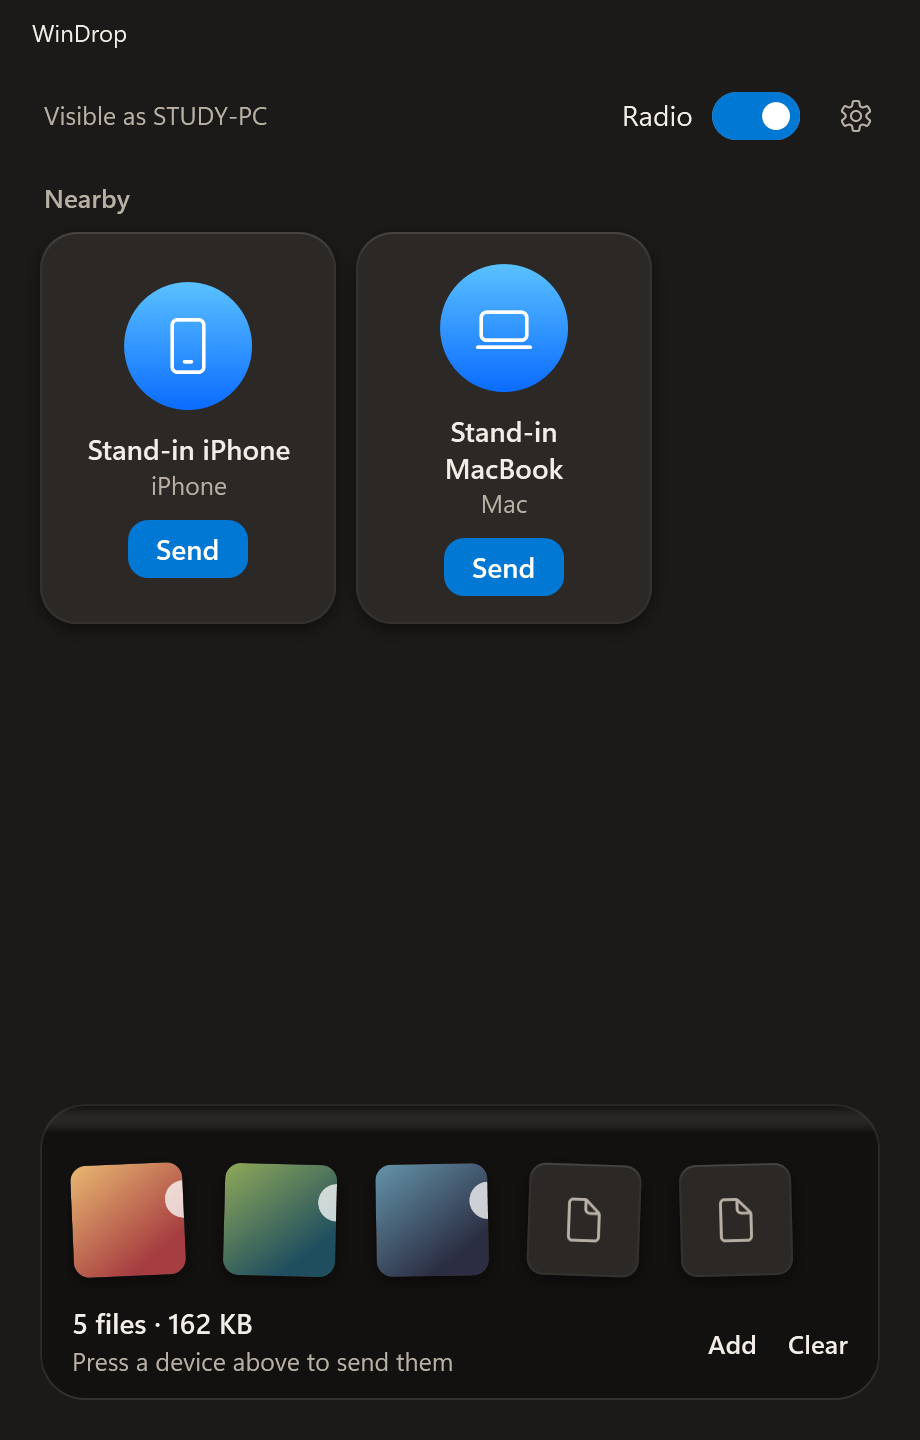 WinDrop
Visible as STUDY-PC
Radio
Nearby
Stand-in iPhone
iPhone
Send
Stand-in
MacBook
Mac
Send
5 files · 162 KB
Press a device above to send them
Add
Clear